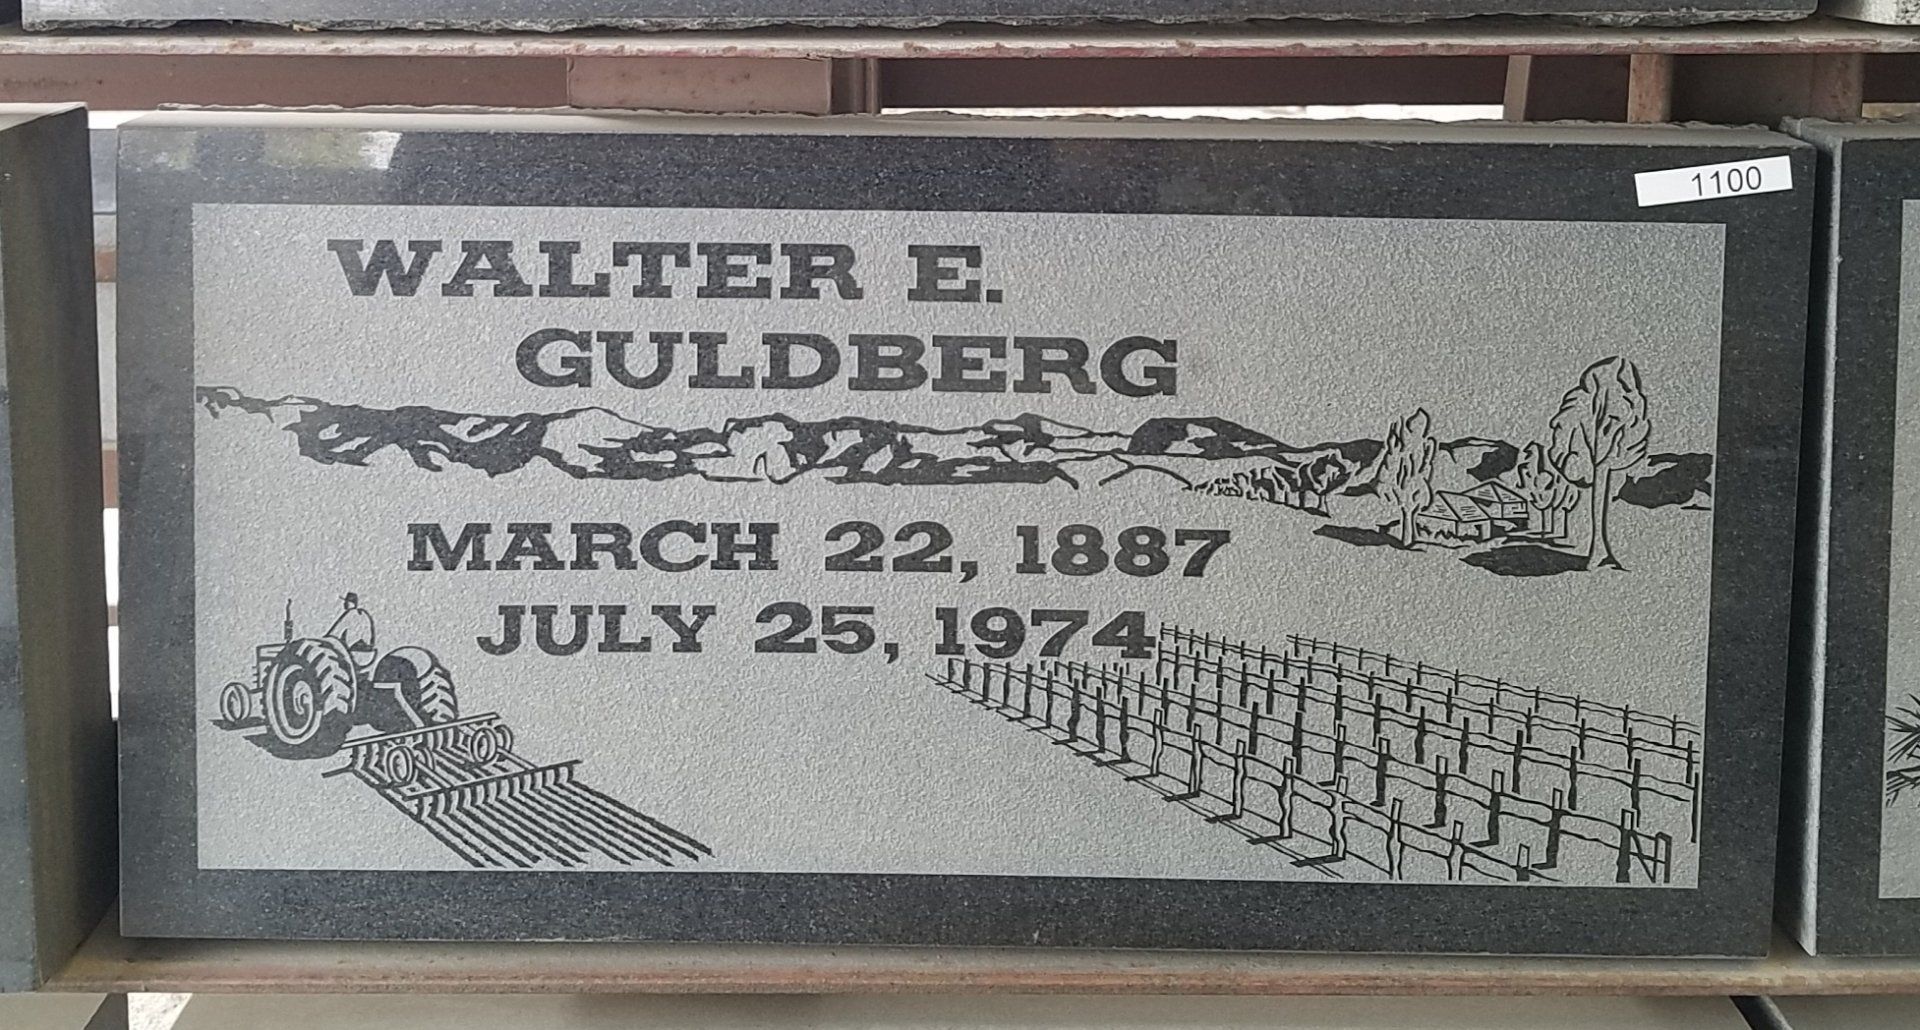 1100
WALTER E.
GULDBERG
MARCH 22, 1887
JULY 25, 1974